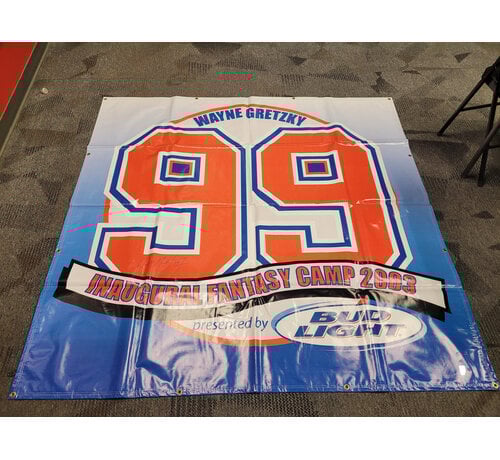 WAYNE GRETZKY
99
INAUGURAL FANTASY CAMP 2003
presented by
BUD
LIGHT